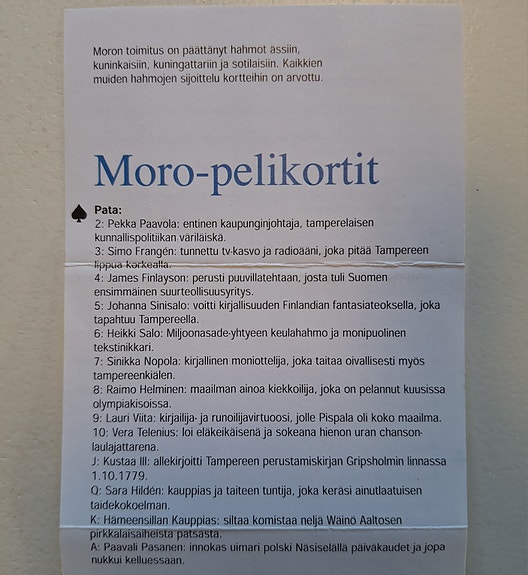 Moron toimitus on päättänyt hahmot ässiin,
kuninkaisiin, kuningattariin ja sotilaisiin. Kaikkien
muiden hahmojen sijoittelu kortteihin on arvottu.
Moro-pelikortit
Pata:
2: Pekka Paavola: entinen kaupunginjohtaja, tamperelaisen
kunnallispolitiikan väriläiskä.
3: Simo Frangén: tunnettu tv-kasvo ja radioääni, joka pitää Tampereen
lippua korkealla.
4: James Finlayson: perusti puuvillatehtaan, josta tuli Suomen
ensimmäinen suurteollisuusyritys.
5: Johanna Sinisalo: voitti kirjallisuuden Finlandian fantasiateoksella, joka
tapahtuu Tampereella.
6: Heikki Salo: Miljoonasade-yhtyeen keulahahmo ja monipuolinen
tekstinikkari.
7: Sinikka Nopola: kirjallinen moniottelija, joka taitaa oivallisesti myös
tampereenkiälen.
8: Raimo Helminen: maailman ainoa kiekkoilija, joka on pelannut kuusissa
olympiakisoissa.
9: Lauri Viita: kirjailija- ja runoilijavirtuoosi, jolle Pispala oli koko maailma.
10: Vera Telenius: loi eläkeikäisenä ja sokeana hienon uran chanson-
laulajattarena.
J: Kustaa III: allekirjoitti Tampereen perustamiskirjan Gripsholmin linnassa
1.10.1779.
Q: Sara Hildén: kauppias ja taiteen tuntija, joka keräsi ainutlaatuisen
taidekokoelman.
K: Hämeensillan Kauppias: siltaa komistaa neljä Wäinö Aaltosen
pirkkalaisaiheista patsasta.
A: Paavali Pasanen: innokas uimari polski Näsiselällä päiväkaudet ja jopa
nukkui kelluessaan.